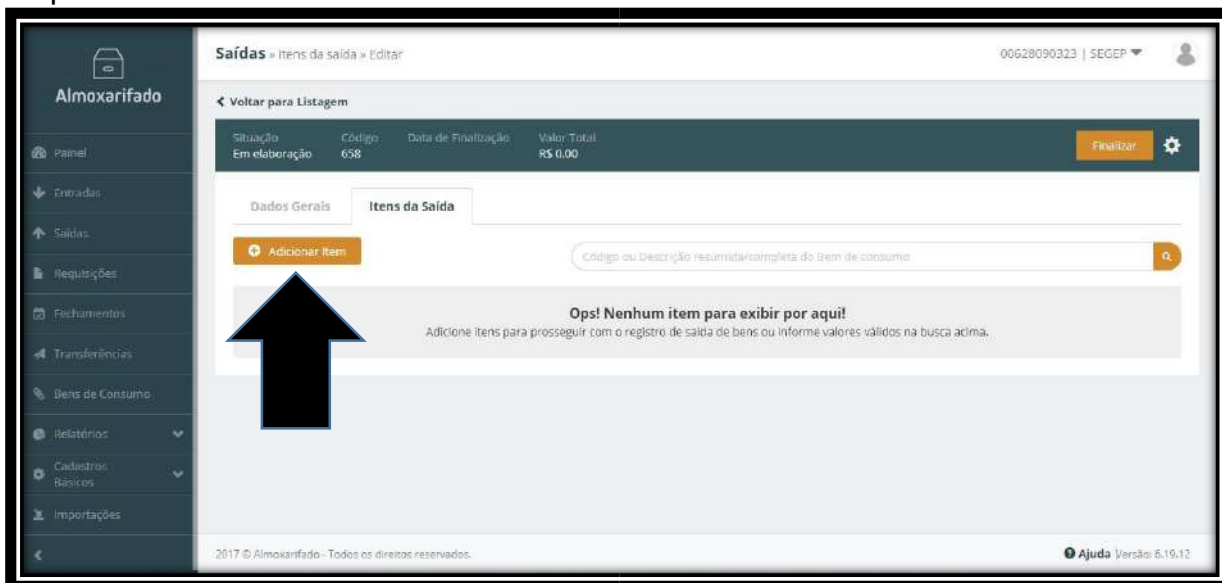 Saídas » Itens da saída » Editar
00628090323 | SEGEP
Almoxarifado
Voltar para Listagem
Situação Código Data de Finalização Valor Total
Em elaboração 658 R$ 0,00
Finalizar
Painel
Entradas
Saídas
Requisições
Fechamentos
Transferências
Bens de Consumo
Relatórios
Cadastros
Básicos
Importações
Dados Gerais Itens da Saída
Adicionar Item
Código ou Descrição resumida/completa do Bem de consumo
Ops! Nenhum item para exibir por aqui!
Adicione itens para prosseguir com o registro de saída de bens ou informe valores válidos na busca acima.
2017 © Almoxarifado - Todos os direitos reservados.
Ajuda Versão: 6.19.12